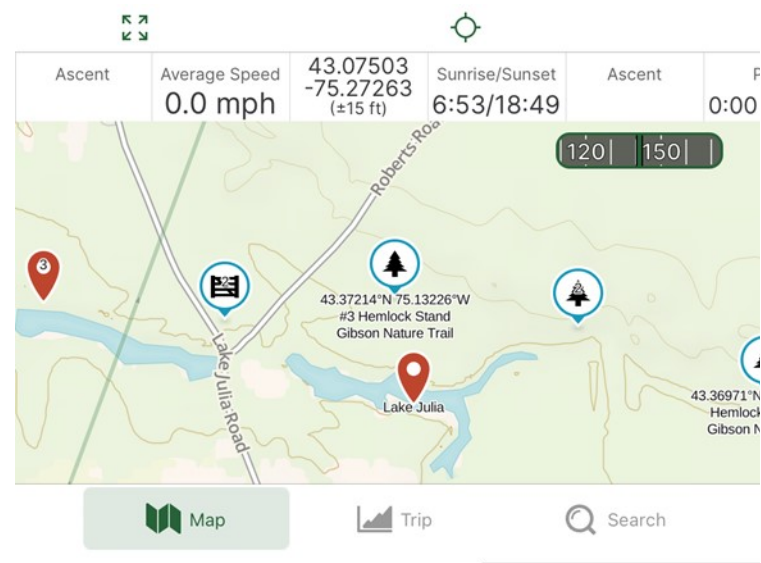 Ascent
Average Speed
0.0 mph
43.07503
-75.27263
(±15 ft)
Sunrise/Sunset
6:53/18:49
Ascent
P
0:00
120
150
Roberts Roa
3
43.37214°N 75.13226°W
#3 Hemlock Stand
Gibson Nature Trail
2
Lake Julia Road
Lake Julia
43.36971°N
Hemlock
Gibson N
Map
Trip
Search